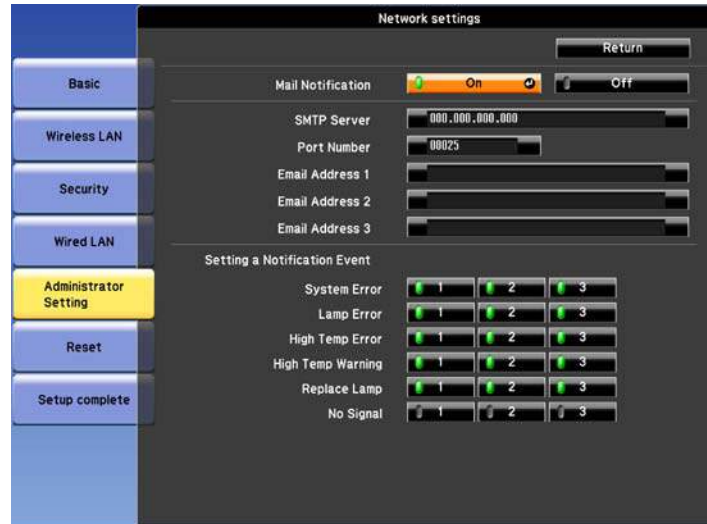 Network settings
Return
Basic
Wireless LAN
Security
Wired LAN
Administrator
Setting
Reset
Setup complete
Mail Notification On Off
SMTP Server 000.000.000.000
Port Number 00025
Email Address 1
Email Address 2
Email Address 3
Setting a Notification Event
System Error 1 2 3
Lamp Error 1 2 3
High Temp Error 1 2 3
High Temp Warning 1 2 3
Replace Lamp 1 2 3
No Signal 1 2 3